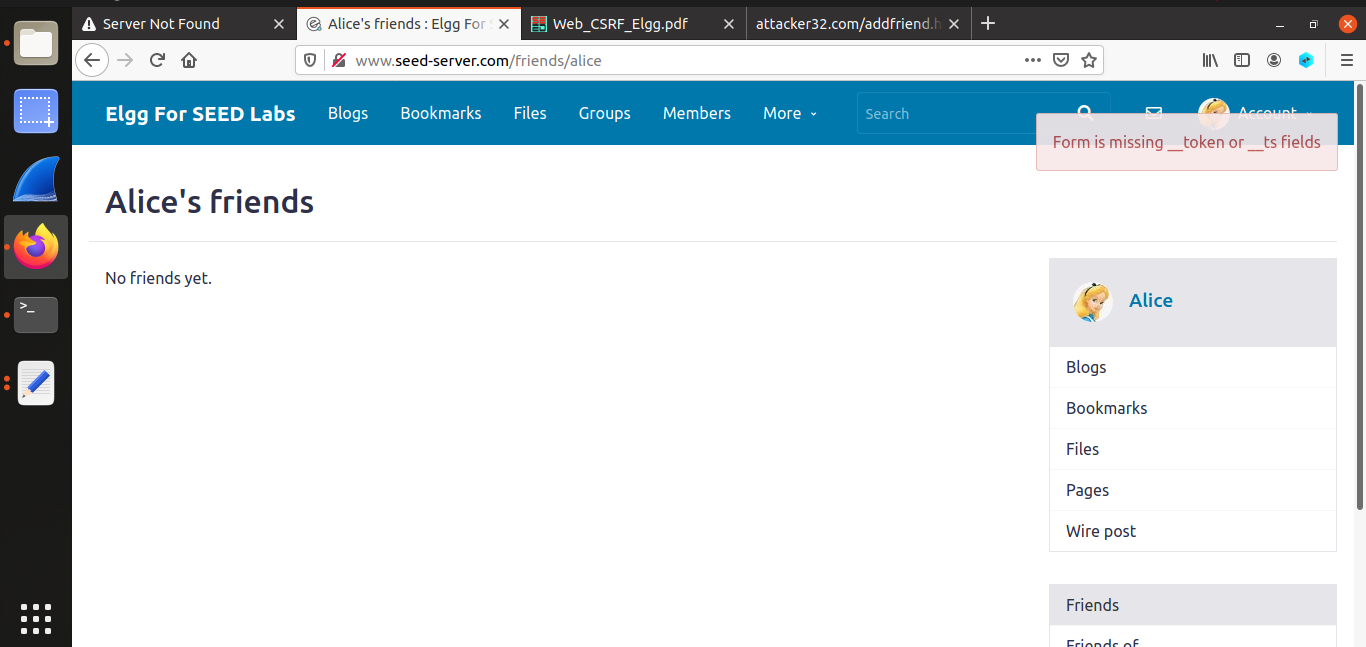 Server Not Found
Alice's friends : Elgg For
Web_CSRF_Elgg.pdf
attacker32.com/addfriend.h
www.seed-server.com/friends/alice
Elgg For SEED Labs
Blogs
Bookmarks
Files
Groups
Members
More
Search
Account
Form is missing __token or __ts fields
Alice's friends
No friends yet.
Alice
Blogs
Bookmarks
Files
Pages
Wire post
Friends
Friends of